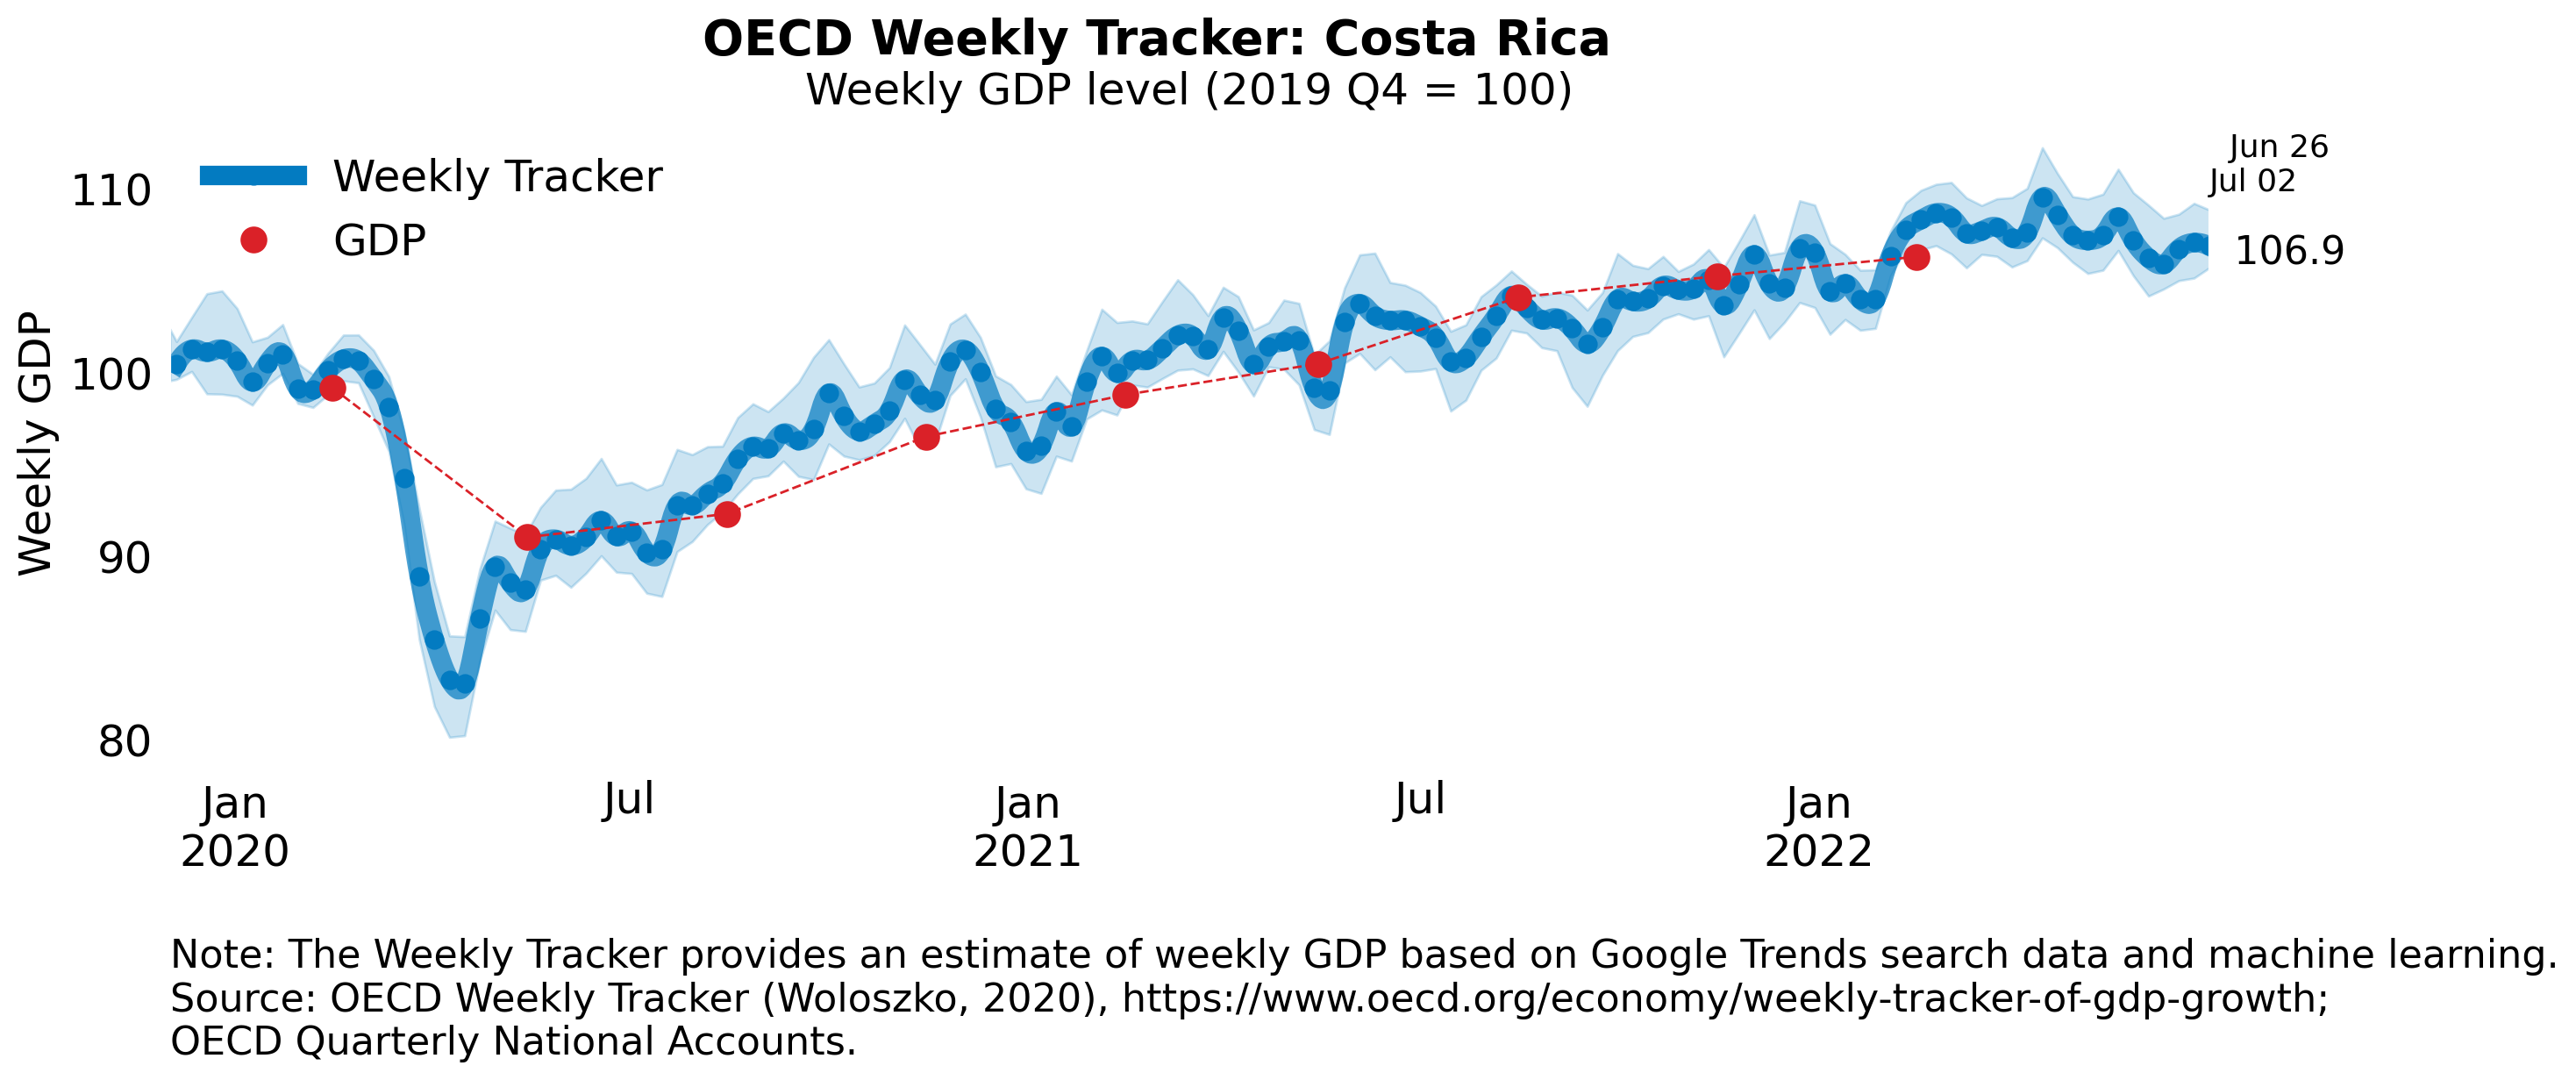 OECD Weekly Tracker: Costa Rica
Weekly GDP level (2019 Q4 = 100)
Weekly Tracker
GDP
Jun 26
Jul 02
106.9
Weekly GDP
110
100
90
80
Jan
2020
Jul
Jan
2021
Jul
Jan
2022
Note: The Weekly Tracker provides an estimate of weekly GDP based on Google Trends search data and machine learning.
Source: OECD Weekly Tracker (Woloszko, 2020), https://www.oecd.org/economy/weekly-tracker-of-gdp-growth;
OECD Quarterly National Accounts.